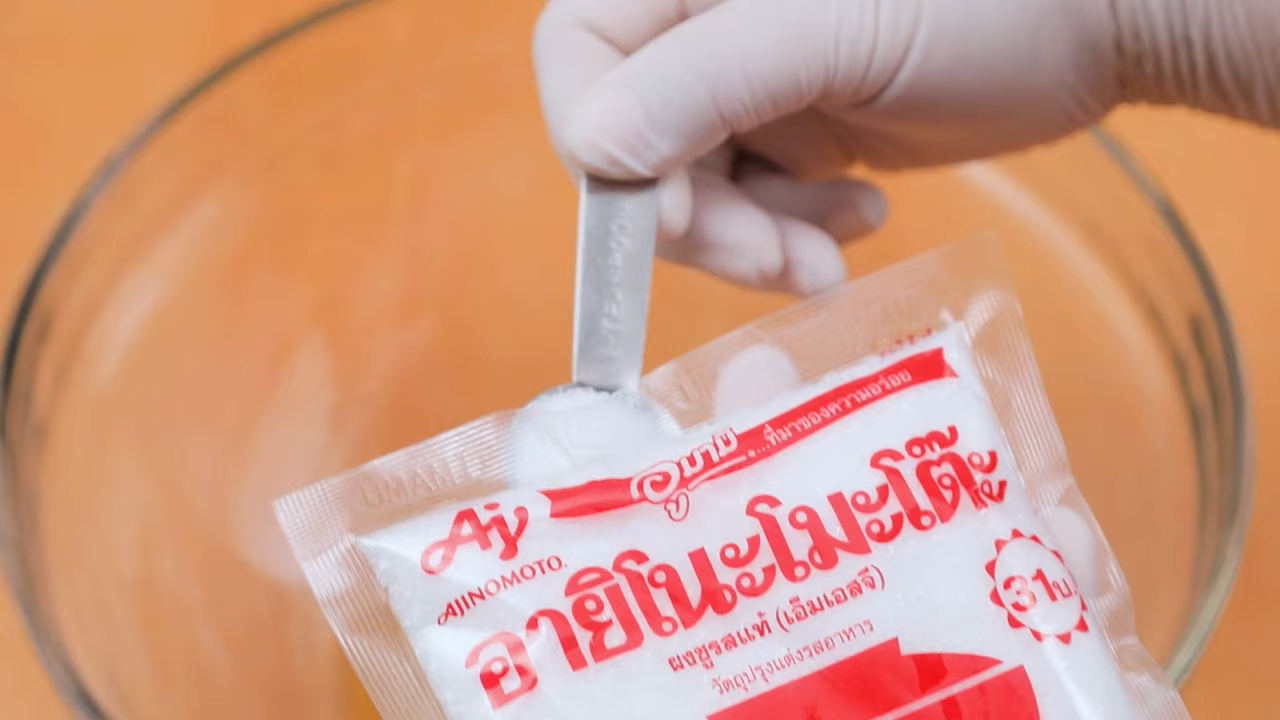 อูมามิ ...ที่มาของความอร่อย
Aj
AJINOMOTO
อายิโนะโมะโต๊ะ
ผงชูรสแท้ (เอ็มเอสจี)
วัตถุปรุงแต่งรสอาหาร
31บ.